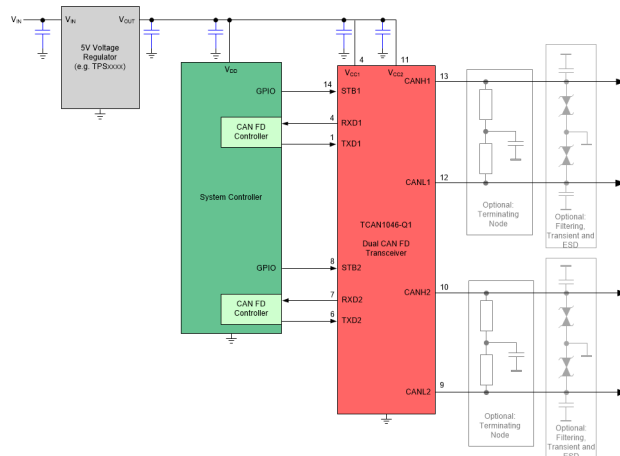 VIN
VIN
VOUT
5V Voltage
Regulator
(e.g. TPSxxxx)
VCC
4
11
VCC1
VCC2
GPIO
14
STB1
CANH1
13
4
RXD1
CAN FD
Controller
1
TXD1
12
CANL1
System Controller
TCAN1046-Q1
Dual CAN FD
Transceiver
Optional:
Terminating
Node
Optional:
Filtering,
Transient and
ESD
GPIO
8
STB2
7
RXD2
CANH2
10
CAN FD
Controller
6
TXD2
9
CANL2
Optional:
Terminating
Node
Optional:
Filtering,
Transient and
ESD